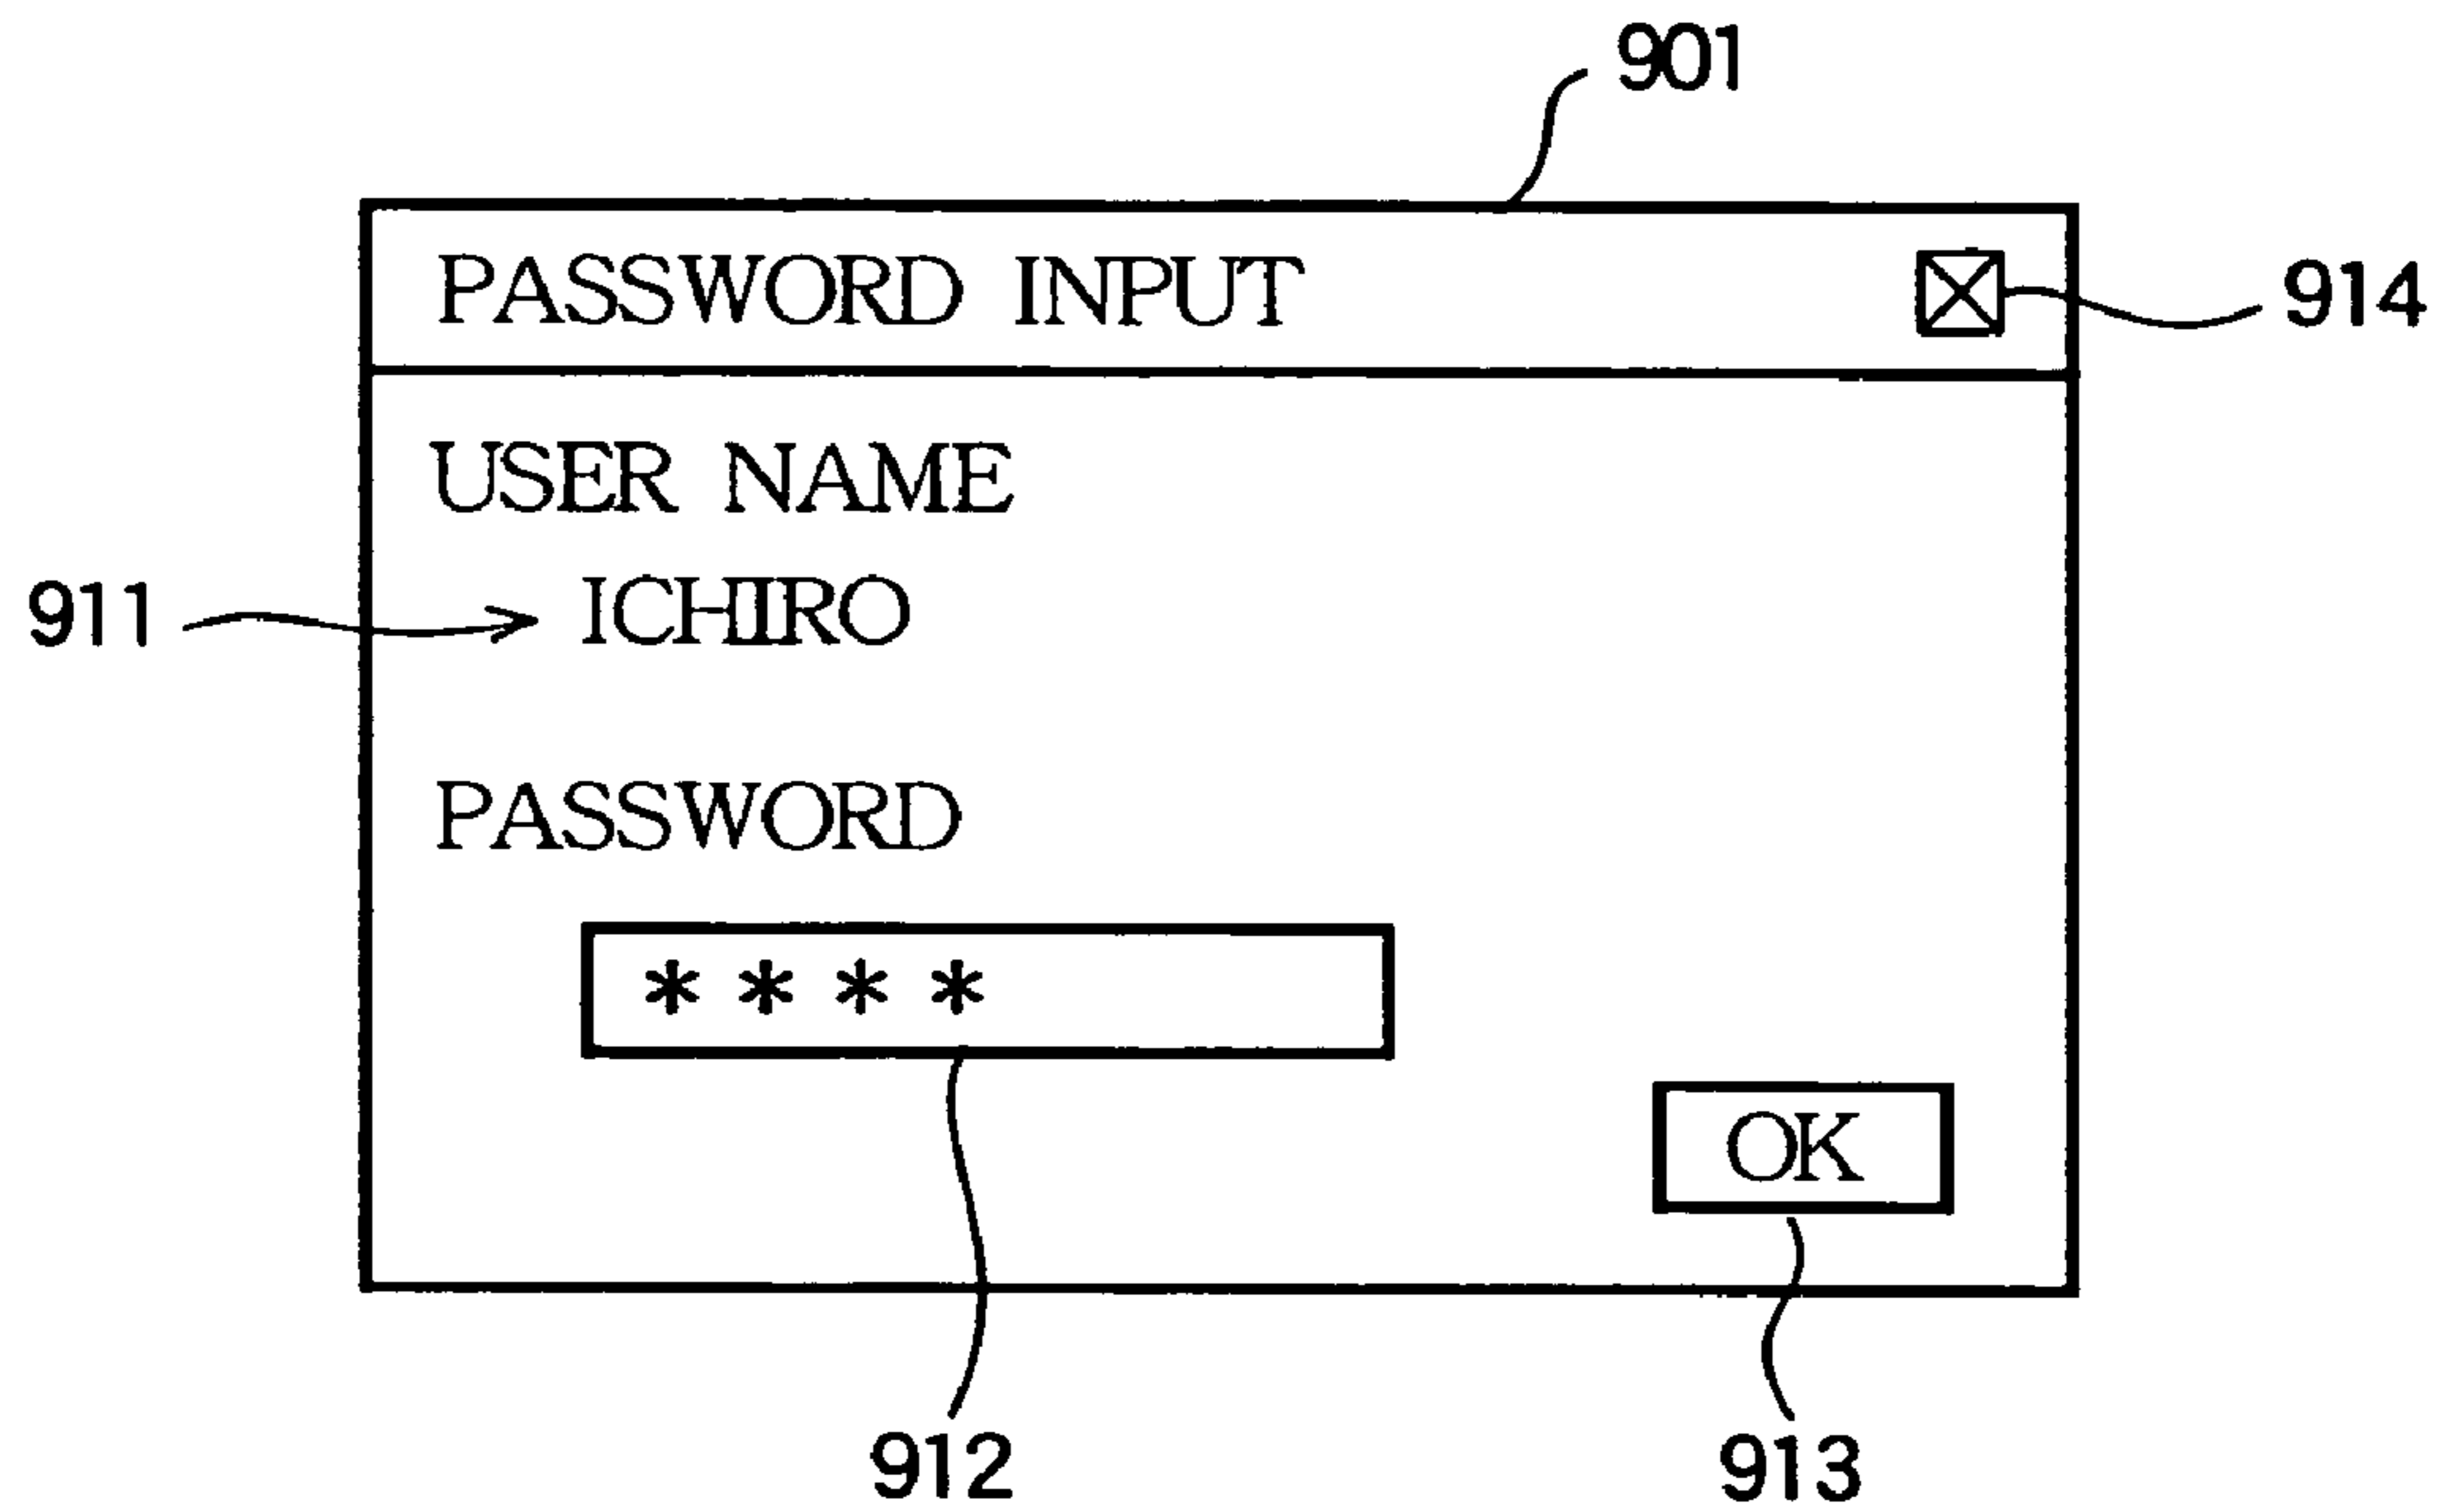 901
PASSWORD INPUT
914
USER NAME
911
ICHIRO
PASSWORD
* * * *
OK
912
913